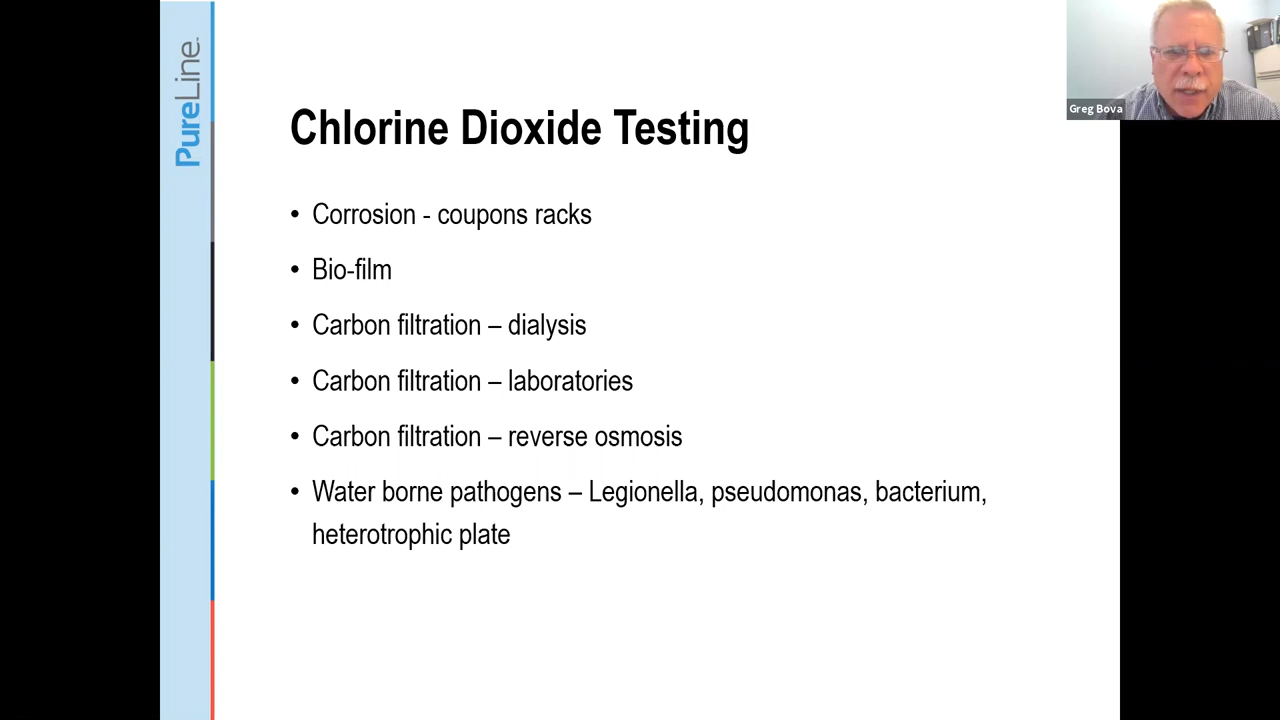 PureLine
Greg Bova
Chlorine Dioxide Testing
• Corrosion - coupons racks
• Bio-film
• Carbon filtration – dialysis
• Carbon filtration – laboratories
• Carbon filtration – reverse osmosis
• Water borne pathogens – Legionella, pseudomonas, bacterium,
heterotrophic plate